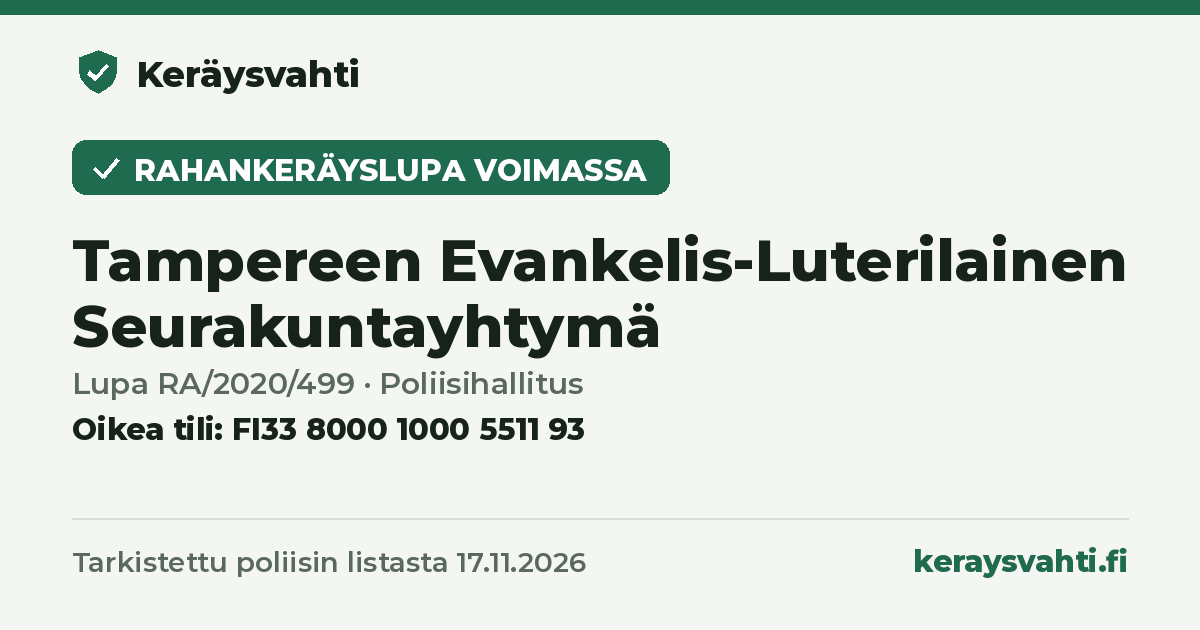 Keräysvahti
RAHANKERÄYSLUPA VOIMASSA
Tampereen Evankelis-Luterilainen
Seurakuntayhtymä
Lupa RA/2020/499 · Poliisihallitus
Oikea tili: FI33 8000 1000 5511 93
Tarkistettu poliisin listasta 17.11.2026
keraysvahti.fi